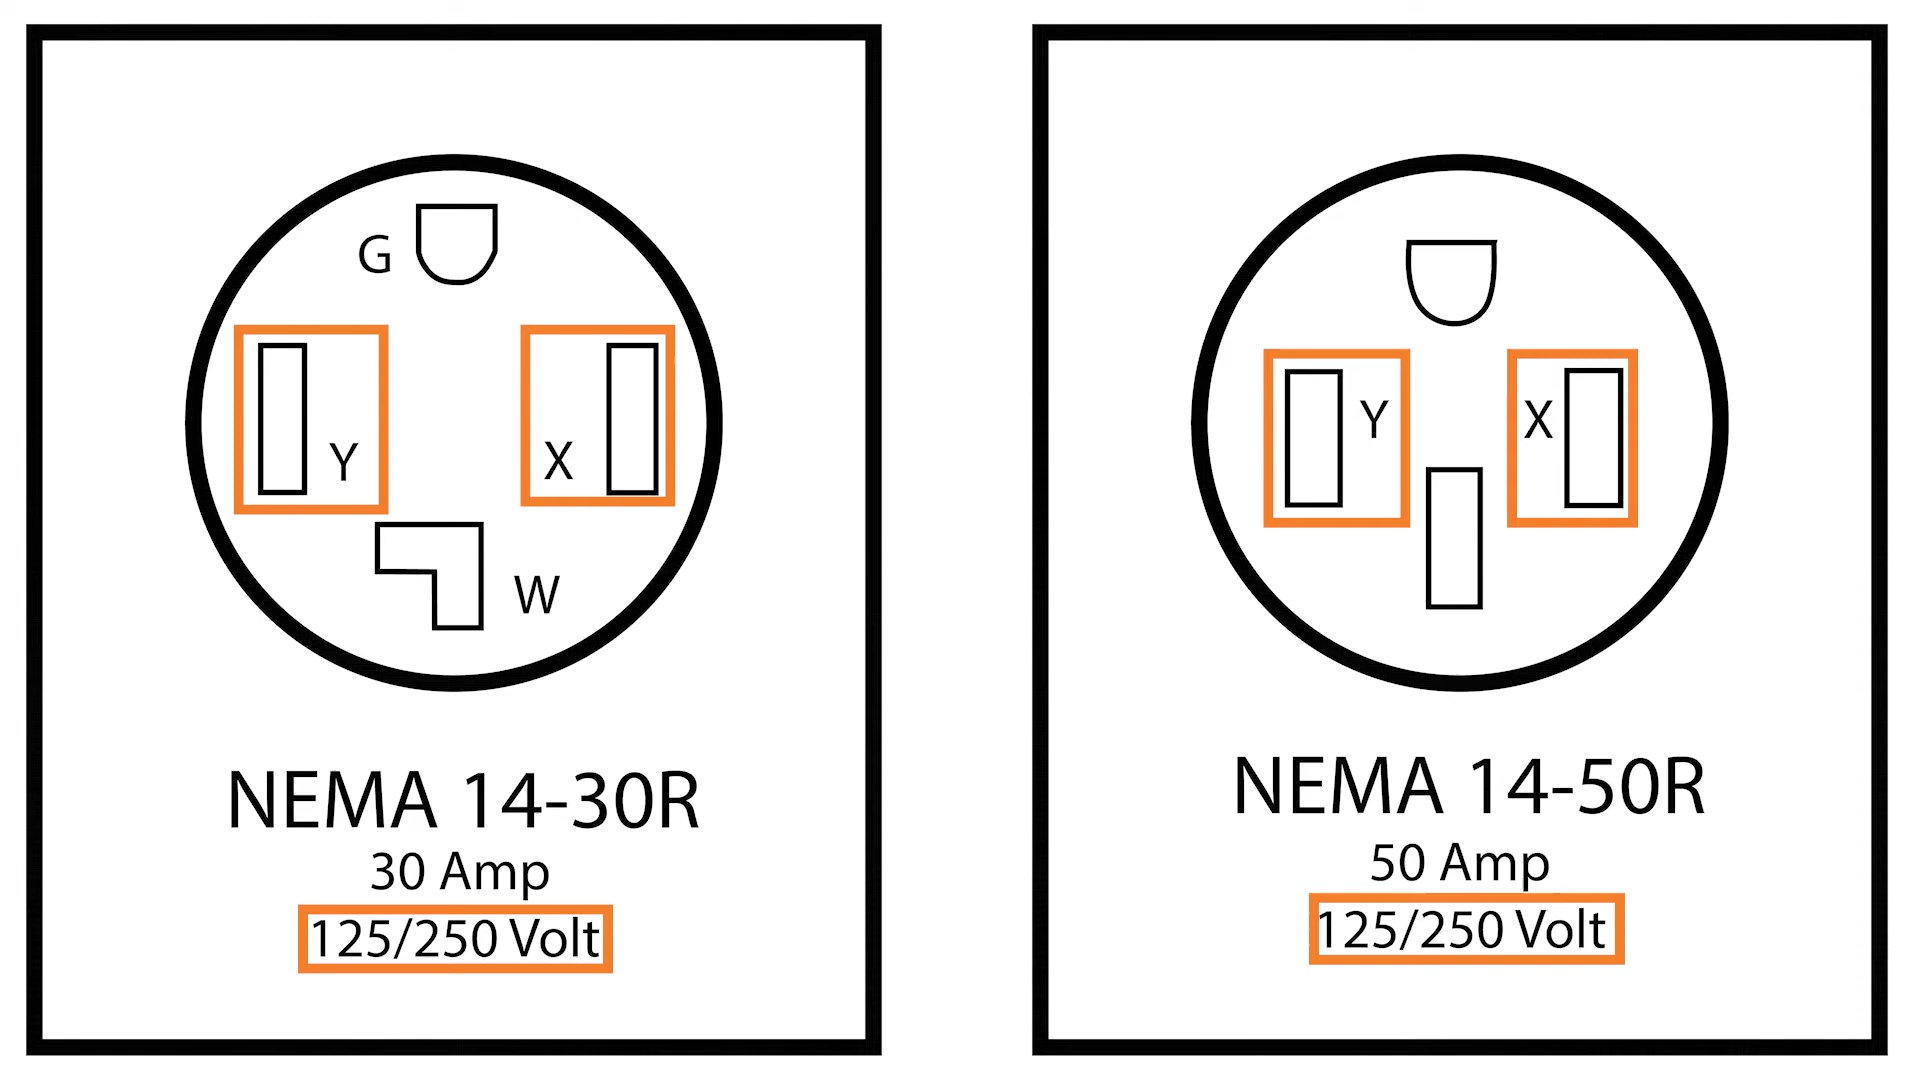 G
Y
X
W
NEMA 14-30R
30 Amp
125/250 Volt
Y
X
NEMA 14-50R
50 Amp
125/250 Volt